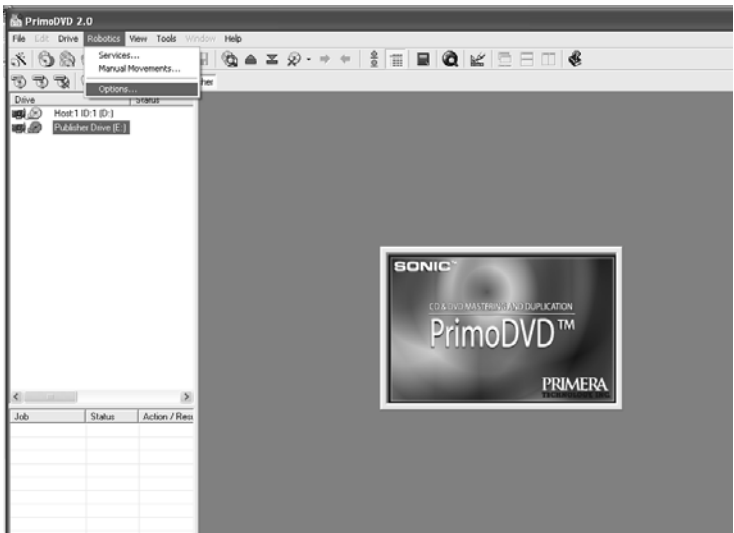 PrimoDVD 2.0
File Edit Drive Robotics View Tools Window Help
Services...
Manual Movements...
Options...
her
Drive Status
Host:1 ID:1 (D:)
Publisher Drive (E:)
SONIC
CD & DVD MASTERING AND DUPLICATION
PrimoDVD™
PRIMERA
TECHNOLOGY, INC.
Job Status Action / Resu